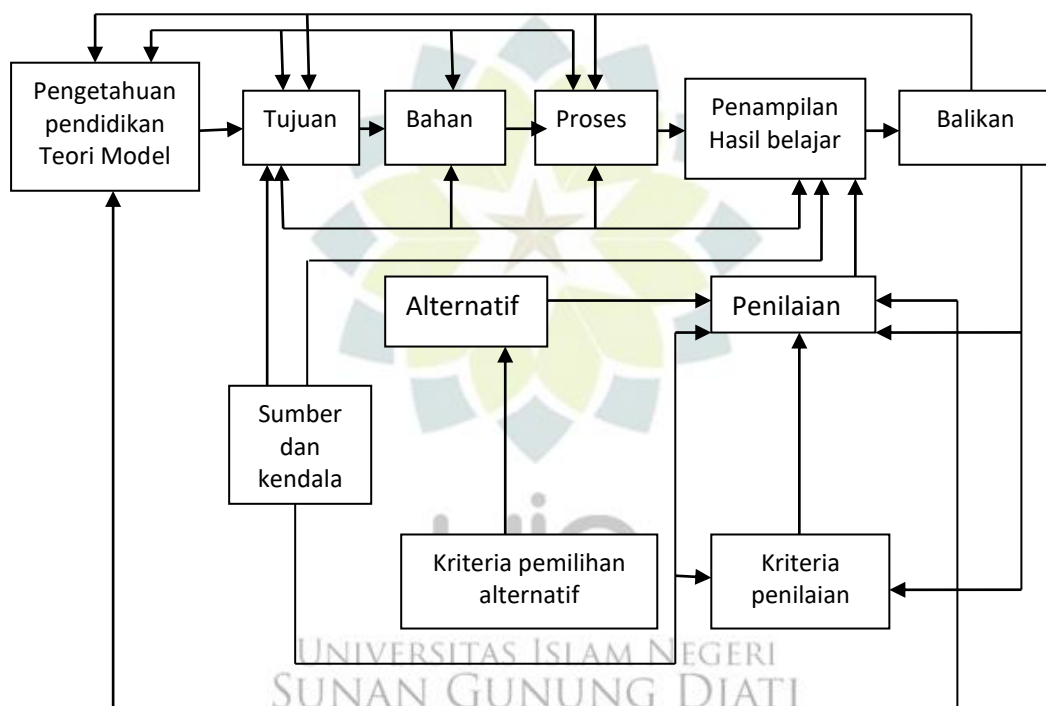 Pengetahuan
pendidikan
Teori Model
Tujuan
Bahan
Proses
Penampilan
Hasil belajar
Balikan
Alternatif
Penilaian
Sumber
dan
kendala
Kriteria pemilihan
alternatif
Kriteria
penilaian
UNIVERSITAS ISLAM NEGERI
SUNAN GUNUNG DJATI